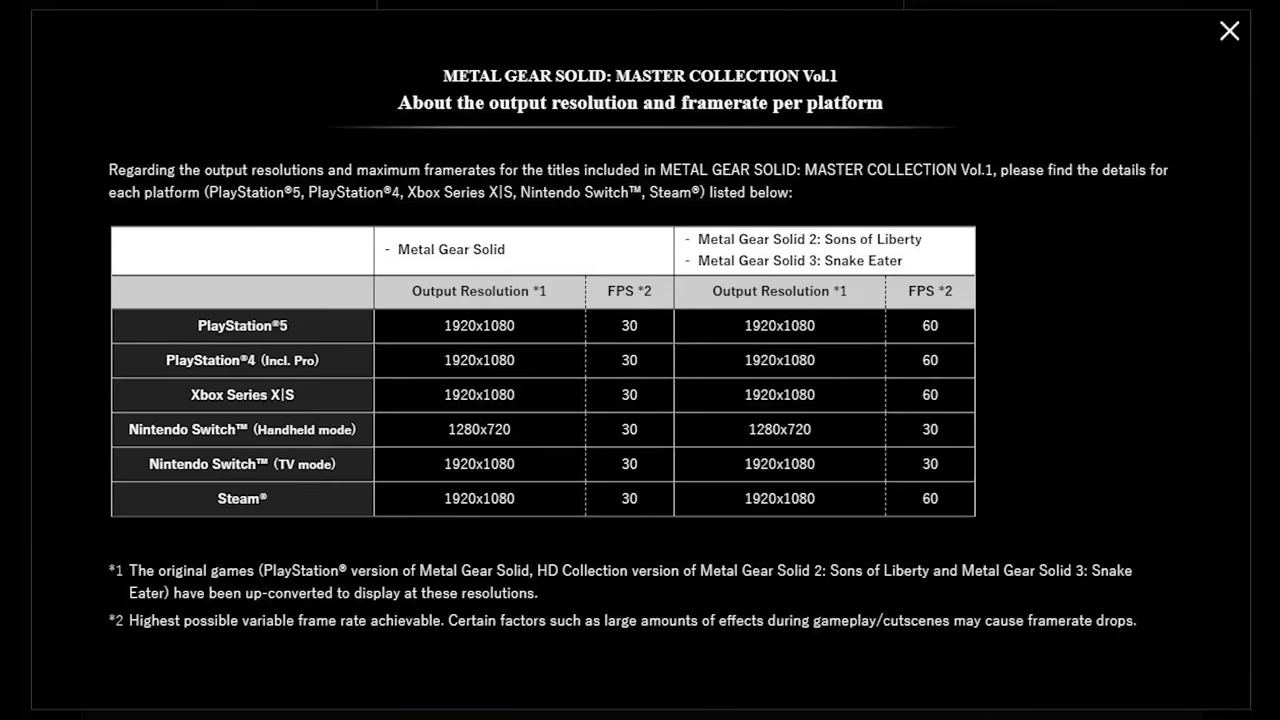 METAL GEAR SOLID: MASTER COLLECTION Vol.1
About the output resolution and framerate per platform
Regarding the output resolutions and maximum framerates for the titles included in METAL GEAR SOLID: MASTER COLLECTION Vol.1, please find the details for
each platform (PlayStation®5, PlayStation®4, Xbox Series X|S, Nintendo Switch™, Steam®) listed below:
- Metal Gear Solid
- Metal Gear Solid 2: Sons of Liberty
- Metal Gear Solid 3: Snake Eater
Output Resolution *1 FPS *2 Output Resolution *1 FPS *2
PlayStation®5 1920x1080 30 1920x1080 60
PlayStation®4 (Incl. Pro) 1920x1080 30 1920x1080 60
Xbox Series X|S 1920x1080 30 1920x1080 60
Nintendo Switch™ (Handheld mode) 1280x720 30 1280x720 30
Nintendo Switch™ (TV mode) 1920x1080 30 1920x1080 30
Steam® 1920x1080 30 1920x1080 60
*1 The original games (PlayStation® version of Metal Gear Solid, HD Collection version of Metal Gear Solid 2: Sons of Liberty and Metal Gear Solid 3: Snake
Eater) have been up-converted to display at these resolutions.
*2 Highest possible variable frame rate achievable. Certain factors such as large amounts of effects during gameplay/cutscenes may cause framerate drops.